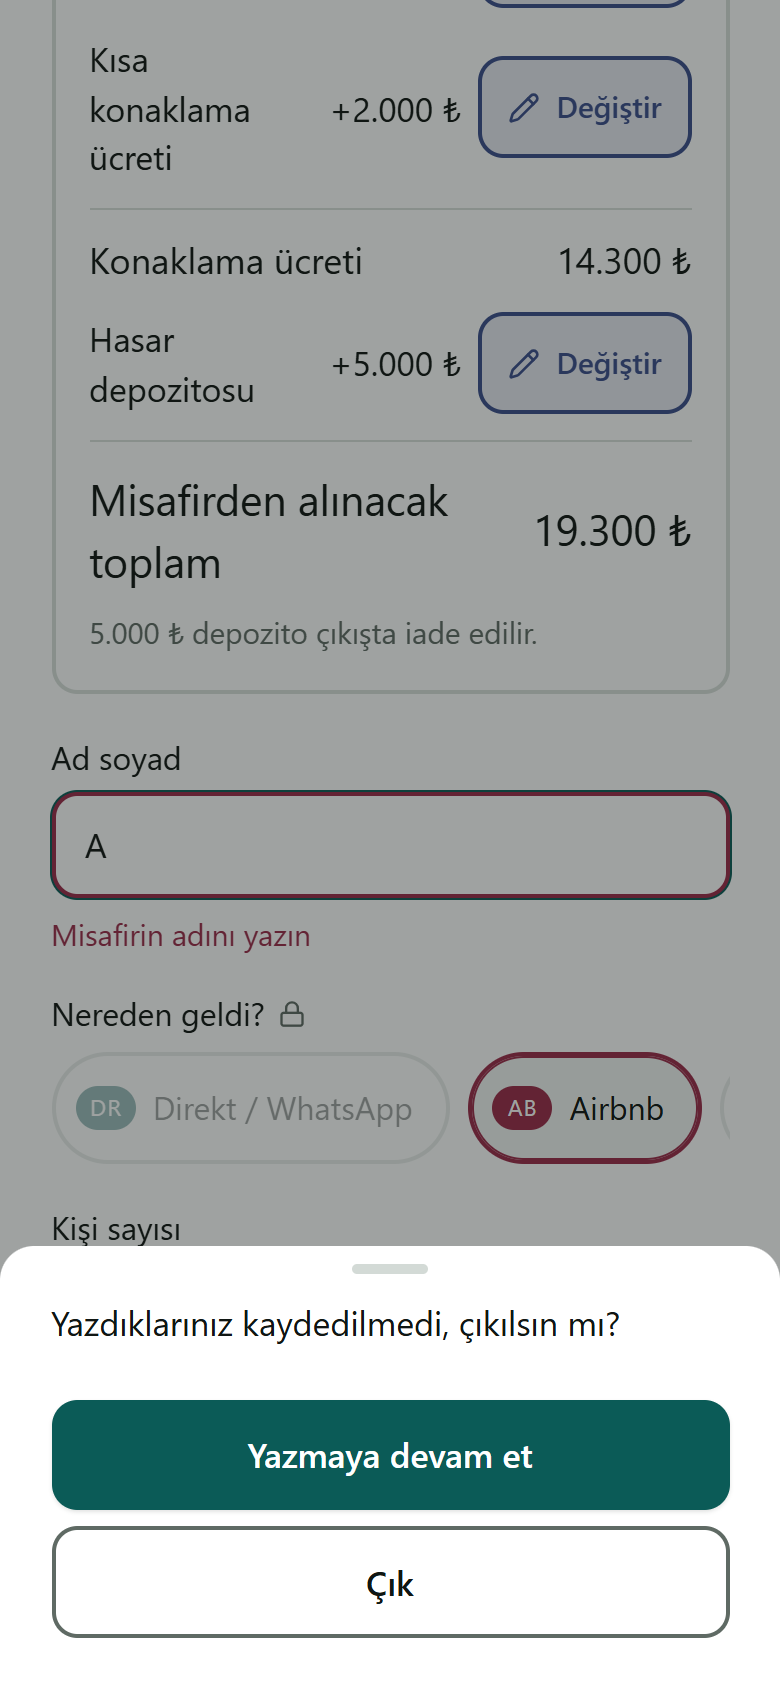 Kısa
konaklama
ücreti
+2.000 ₺
Değiştir
Konaklama ücreti
14.300 ₺
Hasar
depozitosu
+5.000 ₺
Değiştir
Misafirden alınacak
toplam
19.300 ₺
5.000 ₺ depozito çıkışta iade edilir.
Ad soyad
A
Misafirin adını yazın
Nereden geldi?
DR Direkt / WhatsApp
AB Airbnb
Kişi sayısı
Yazdıklarınız kaydedilmedi, çıkılsın mı?
Yazmaya devam et
Çık